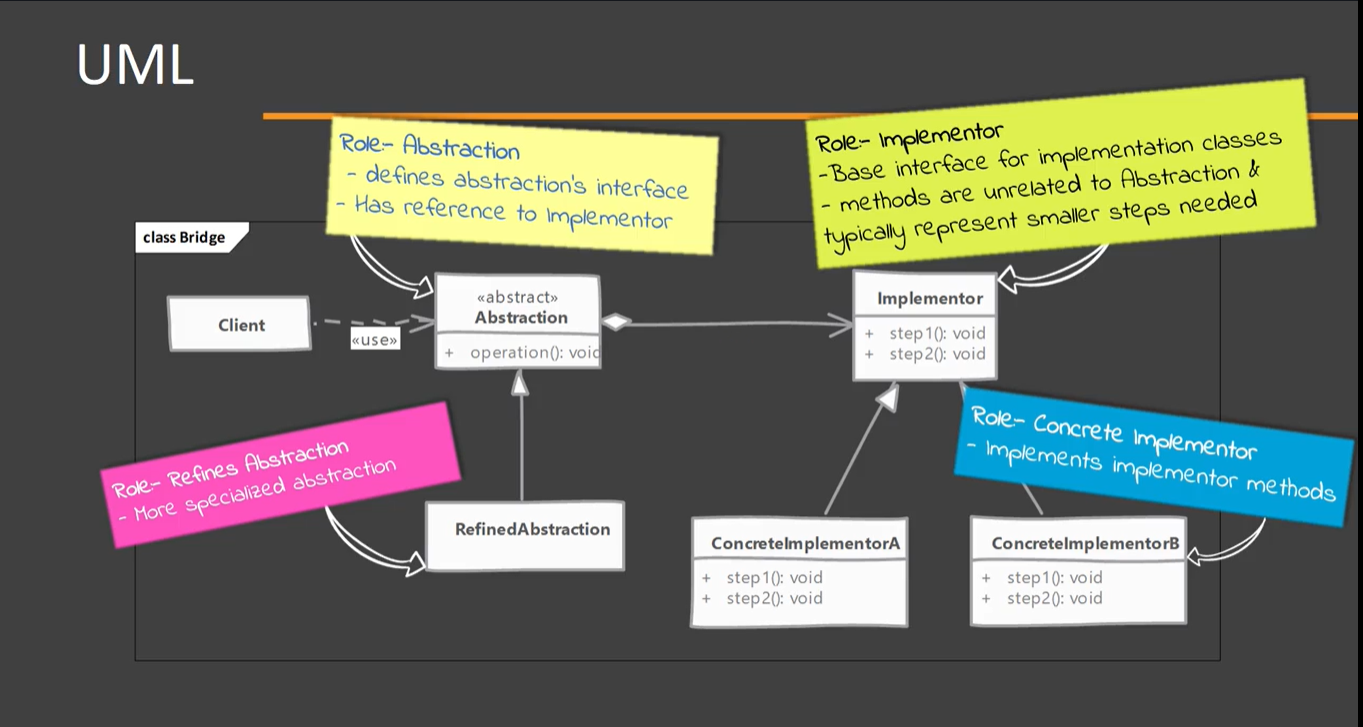 UML
Role:- Abstraction
- defines abstraction's interface
- Has reference to Implementor
Role:- Implementor
-Base interface for implementation classes
- methods are unrelated to Abstraction &
typically represent smaller steps needed
class Bridge
Client
«use»
«abstract»
Abstraction
+ operation(): void
Implementor
+ step1(): void
+ step2(): void
Role:- Refines Abstraction
- More specialized abstraction
Role:- Concrete Implementor
- Implements implementor methods
RefinedAbstraction
ConcreteImplementorA
+ step1(): void
+ step2(): void
ConcreteImplementorB
+ step1(): void
+ step2(): void